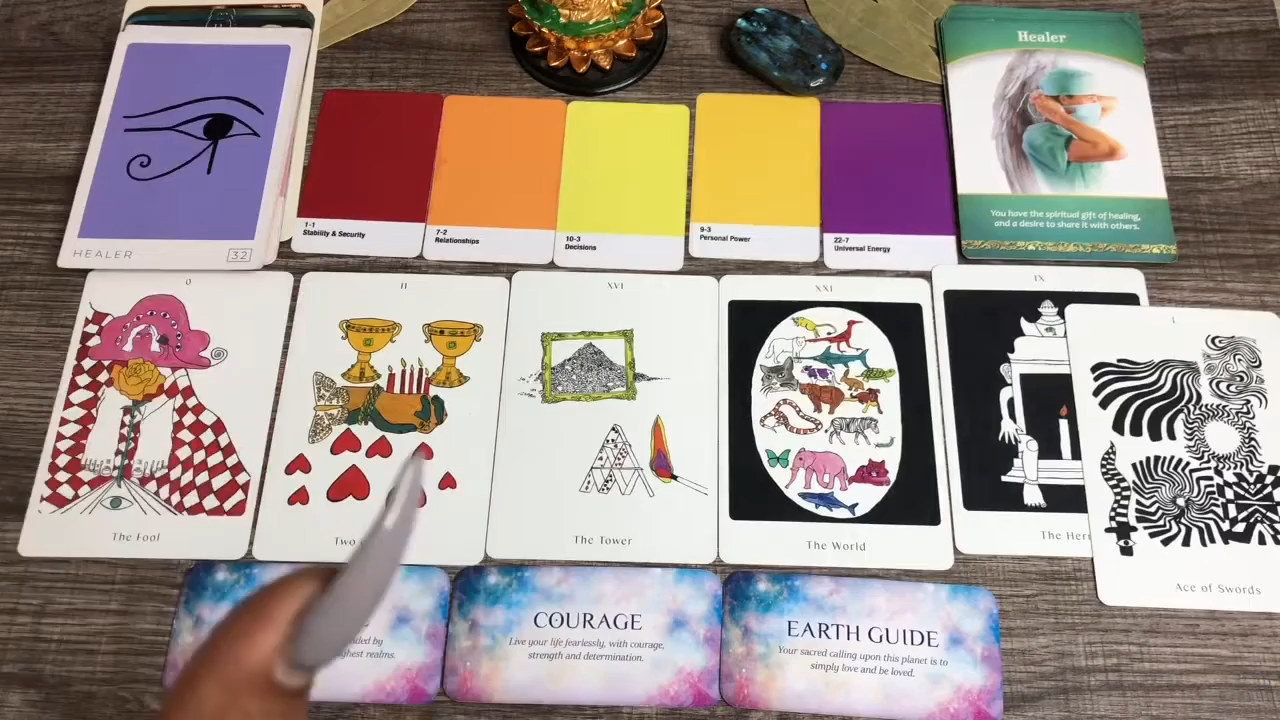 HEALER
32
1-1
Stability & Security
7-2
Relationships
10-3
Decisions
9-3
Personal Power
22-7
Universal Energy
Healer
You have the spiritual gift of healing,
and a desire to share it with others.
0
The Fool
II
Two
XVI
The Tower
XXI
The World
IX
The
I
Ace of Swords
by
realms.
COURAGE
Live your life fearlessly, with courage,
strength and determination.
EARTH GUIDE
Your sacred calling upon this planet is to
simply love and be loved.